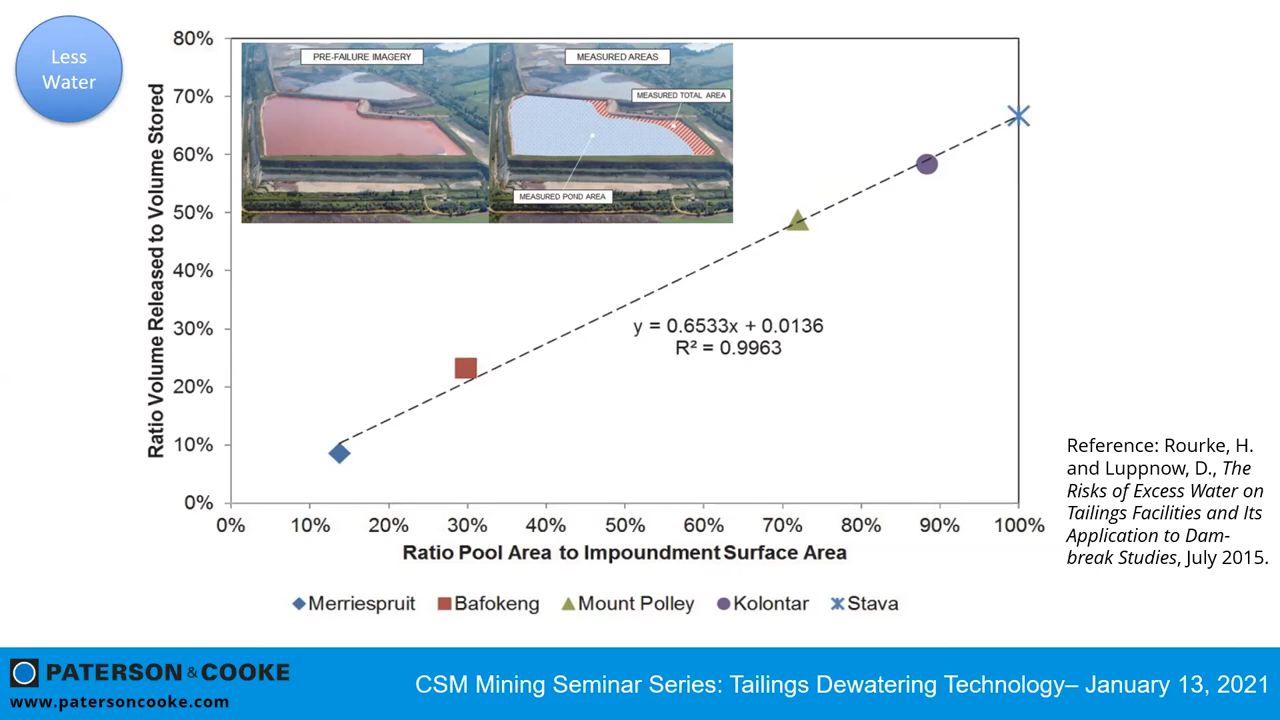 Less
Water
80%
70%
60%
50%
40%
30%
20%
10%
0%
Ratio Volume Released to Volume Stored
PRE-FAILURE IMAGERY
MEASURED AREAS
MEASURED TOTAL AREA
MEASURED POND AREA
y = 0.6533x + 0.0136
R² = 0.9963
0% 10% 20% 30% 40% 50% 60% 70% 80% 90% 100%
Ratio Pool Area to Impoundment Surface Area
Merriespruit Bafokeng Mount Polley Kolontar Stava
Reference: Rourke, H.
and Luppnow, D., The
Risks of Excess Water on
Tailings Facilities and Its
Application to Dam-
break Studies, July 2015.
PATERSON & COOKE
www.patersoncooke.com
CSM Mining Seminar Series: Tailings Dewatering Technology– January 13, 2021